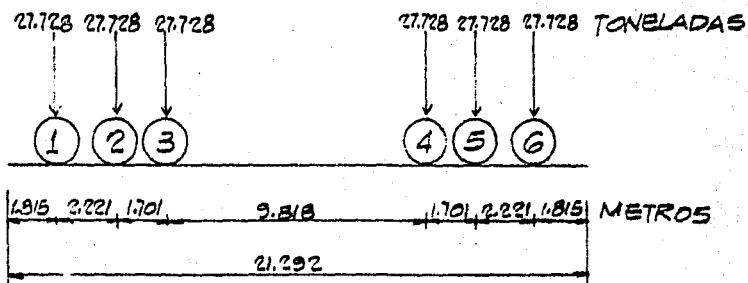 27.728 27.728 27.728 27.728 27.728 27.728 TONELADAS
1 2 3 4 5 6
1.815 2.221 1.701 9.818 1.701 2.221 1.815 METROS
21.292